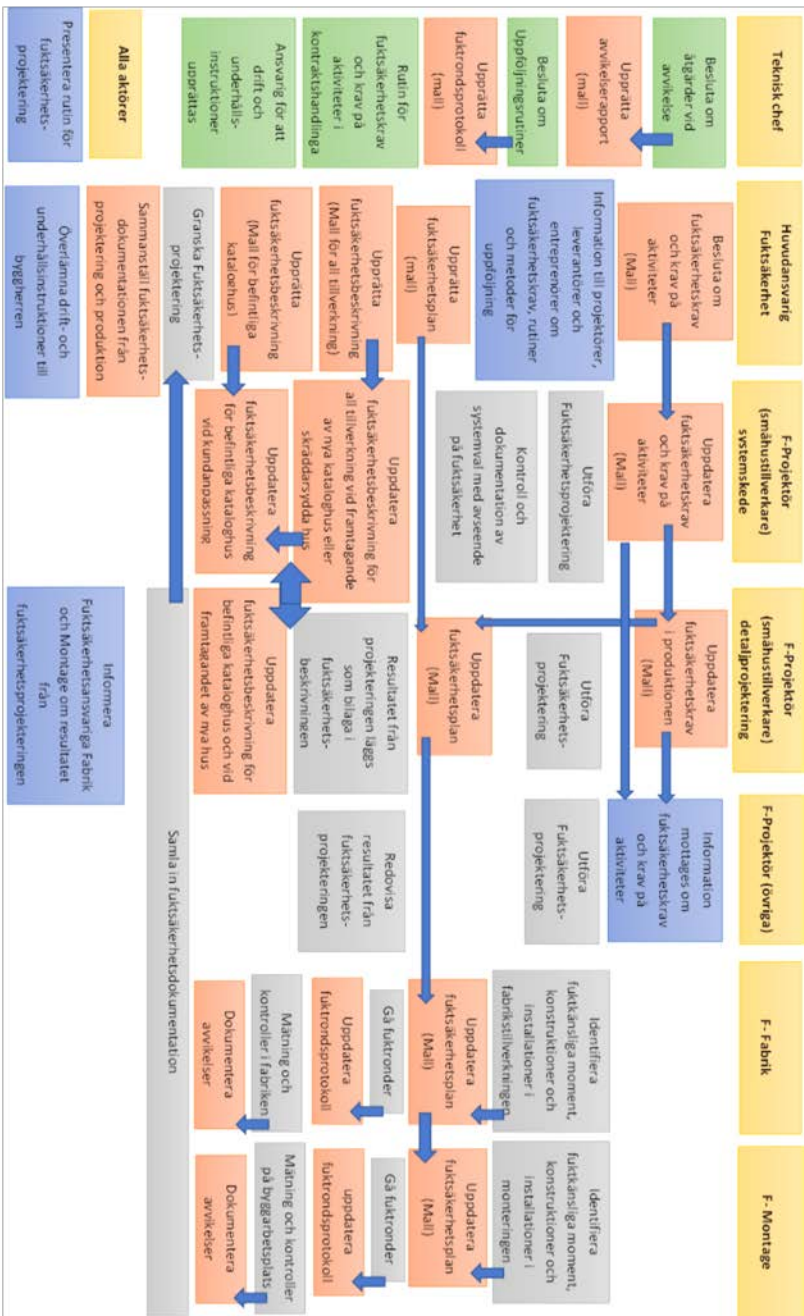 Teknisk chef
Besluta om
åtgärder vid
avvikelse
Upprätta
avvikelserapport
(mall)
Besluta om
Uppföljningsrutiner
Upprätta
fuktrondsprotokoll
(mall)
Rutin för
fuktsäkerhetskrav
och krav på
aktiviteter i
kontraktshandlinga
Ansvarig för att
drift och
underhålls-
instruktioner
upprättas
Alla aktörer
Presentera rutin för
fuktsäkerhets-
projektering
Huvudansvarig
Fuktsäkerhet
Besluta om
fuktsäkerhetskrav
och krav på
aktiviteter
(Mall)
Information till projektörer,
leverantörer och
entreprenörer om
fuktsäkerhetskrav, rutiner
och metoder för
uppföljning
Upprätta
fuktsäkerhetsplan
(mall)
Upprätta
fuktsäkerhetsbeskrivning
(Mall för all tillverkning)
Upprätta
fuktsäkerhetsbeskrivning
(Mall för befintliga
kataloghus)
Granska Fuktsäkerhets-
projektering
Sammanställ fuktsäkerhets-
dokumentationen från
projektering och produktion
Överlämna drift- och
underhållsinstruktioner till
byggherren
F-Projektör
(småhustillverkare)
systemskede
Uppdatera
fuktsäkerhetskrav
och krav på
aktiviteter
(Mall)
Utföra
Fuktsäkerhetsprojektering
Kontroll och
dokumentation av
systemval med avseende
på fuktsäkerhet
Uppdatera
fuktsäkerhetsbeskrivning för
all tillverkning vid framtagande
av nya kataloghus eller
skräddarsydda hus
Uppdatera
fuktsäkerhetsbeskrivning
för befintliga kataloghus
vid kundanpassning
F-Projektör
(småhustillverkare)
detaljprojektering
Uppdatera
fuktsäkerhetskrav
i produktionen
(Mall)
Utföra
Fuktsäkerhets-
projektering
Uppdatera
fuktsäkerhetsplan
(Mall)
Resultatet från
projekteringen läggs
som bilaga i
fuktsäkerhets-
beskrivningen
Uppdatera
fuktsäkerhetsbeskrivning för
befintliga kataloghus och vid
framtagandet av nya hus
Informera
Fuktsäkerhetsansvariga Fabrik
och Montage om resultatet
från
fuktsäkerhetsprojekteringen
F-Projektör (övriga)
Information
mottages om
fuktsäkerhetskrav
och krav på
aktiviteter
Utföra
Fuktsäkerhets-
projektering
Redovisa
resultatet från
fuktsäkerhets-
projekteringen
Samla in fuktsäkerhetsdokumentation
F- Fabrik
Identifiera
fuktkänsliga moment,
konstruktioner och
installationer i
fabrikstillverkningen
Uppdatera
fuktsäkerhetsplan
(Mall)
Gå fuktronder
Uppdatera
fuktrondsprotokoll
Mätning och
kontroller i fabriken
Dokumentera
avvikelser
F- Montage
Identifiera
fuktkänsliga moment,
konstruktioner och
installationer i
monteringen
Uppdatera
fuktsäkerhetsplan
(Mall)
Gå fuktronder
uppdatera
fuktrondsprotokoll
Mätning och kontroller
på byggarbetsplats
Dokumentera
avvikelser